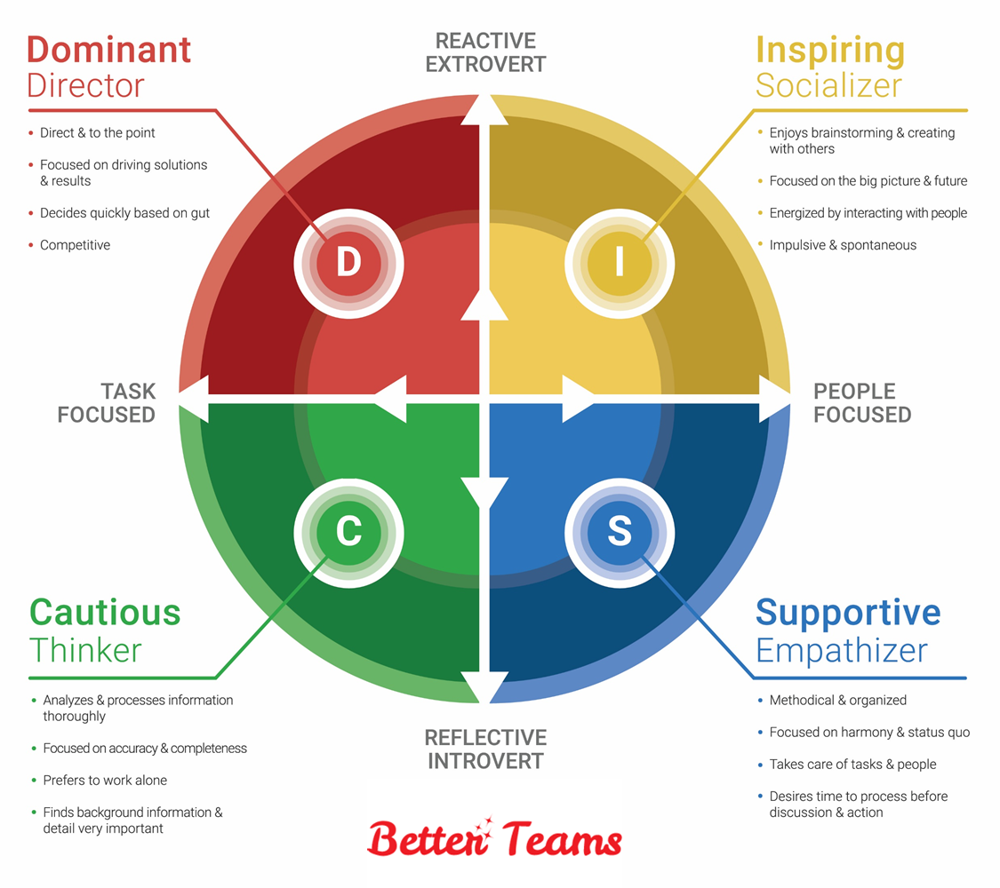 REACTIVE
EXTROVERT
Dominant
Director
• Direct & to the point
• Focused on driving solutions
& results
• Decides quickly based on gut
• Competitive
Inspiring
Socializer
• Enjoys brainstorming & creating
with others
• Focused on the big picture & future
• Energized by interacting with people
• Impulsive & spontaneous
D
I
TASK
FOCUSED
PEOPLE
FOCUSED
C
S
Cautious
Thinker
• Analyzes & processes information
thoroughly
• Focused on accuracy & completeness
• Prefers to work alone
• Finds background information &
detail very important
Supportive
Empathizer
• Methodical & organized
• Focused on harmony & status quo
• Takes care of tasks & people
• Desires time to process before
discussion & action
REFLECTIVE
INTROVERT
Better Teams